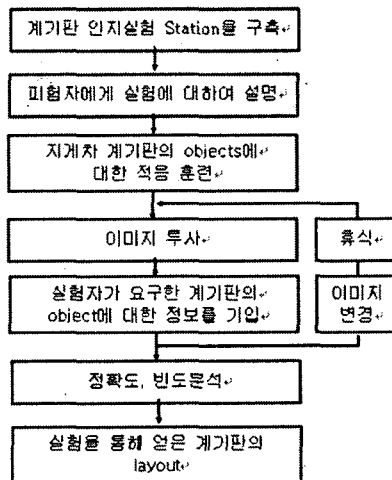 계기판 인지실험 Station을 구축
피험자에게 실험에 대하여 설명
지게차 계기판의 objects에
대한 적응 훈련
이미지 투사
휴식
실험자가 요구한 계기판의
object에 대한 정보를 기입
이미지
변경
정확도, 빈도분석
실험을 통해 얻은 계기판의
layout